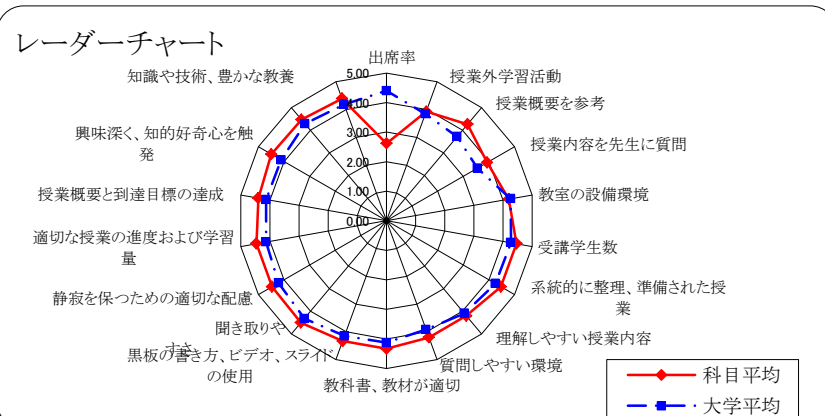 レーダーチャート
出席率
授業外学習活動
授業概要を参考
授業内容を先生に質問
教室の設備環境
受講学生数
系統的に整理、準備された授
業
理解しやすい授業内容
質問しやすい環境
教科書、教材が適切
黒板の書き方、ビデオ、スライド
の使用
聞き取りや
すさ
静寂を保つための適切な配慮
適切な授業の進度および学習
量
授業概要と到達目標の達成
興味深く、知的好奇心を触
発
知識や技術、豊かな教養
5.00
4.00
3.00
2.00
1.00
0.00
科目平均
大学平均